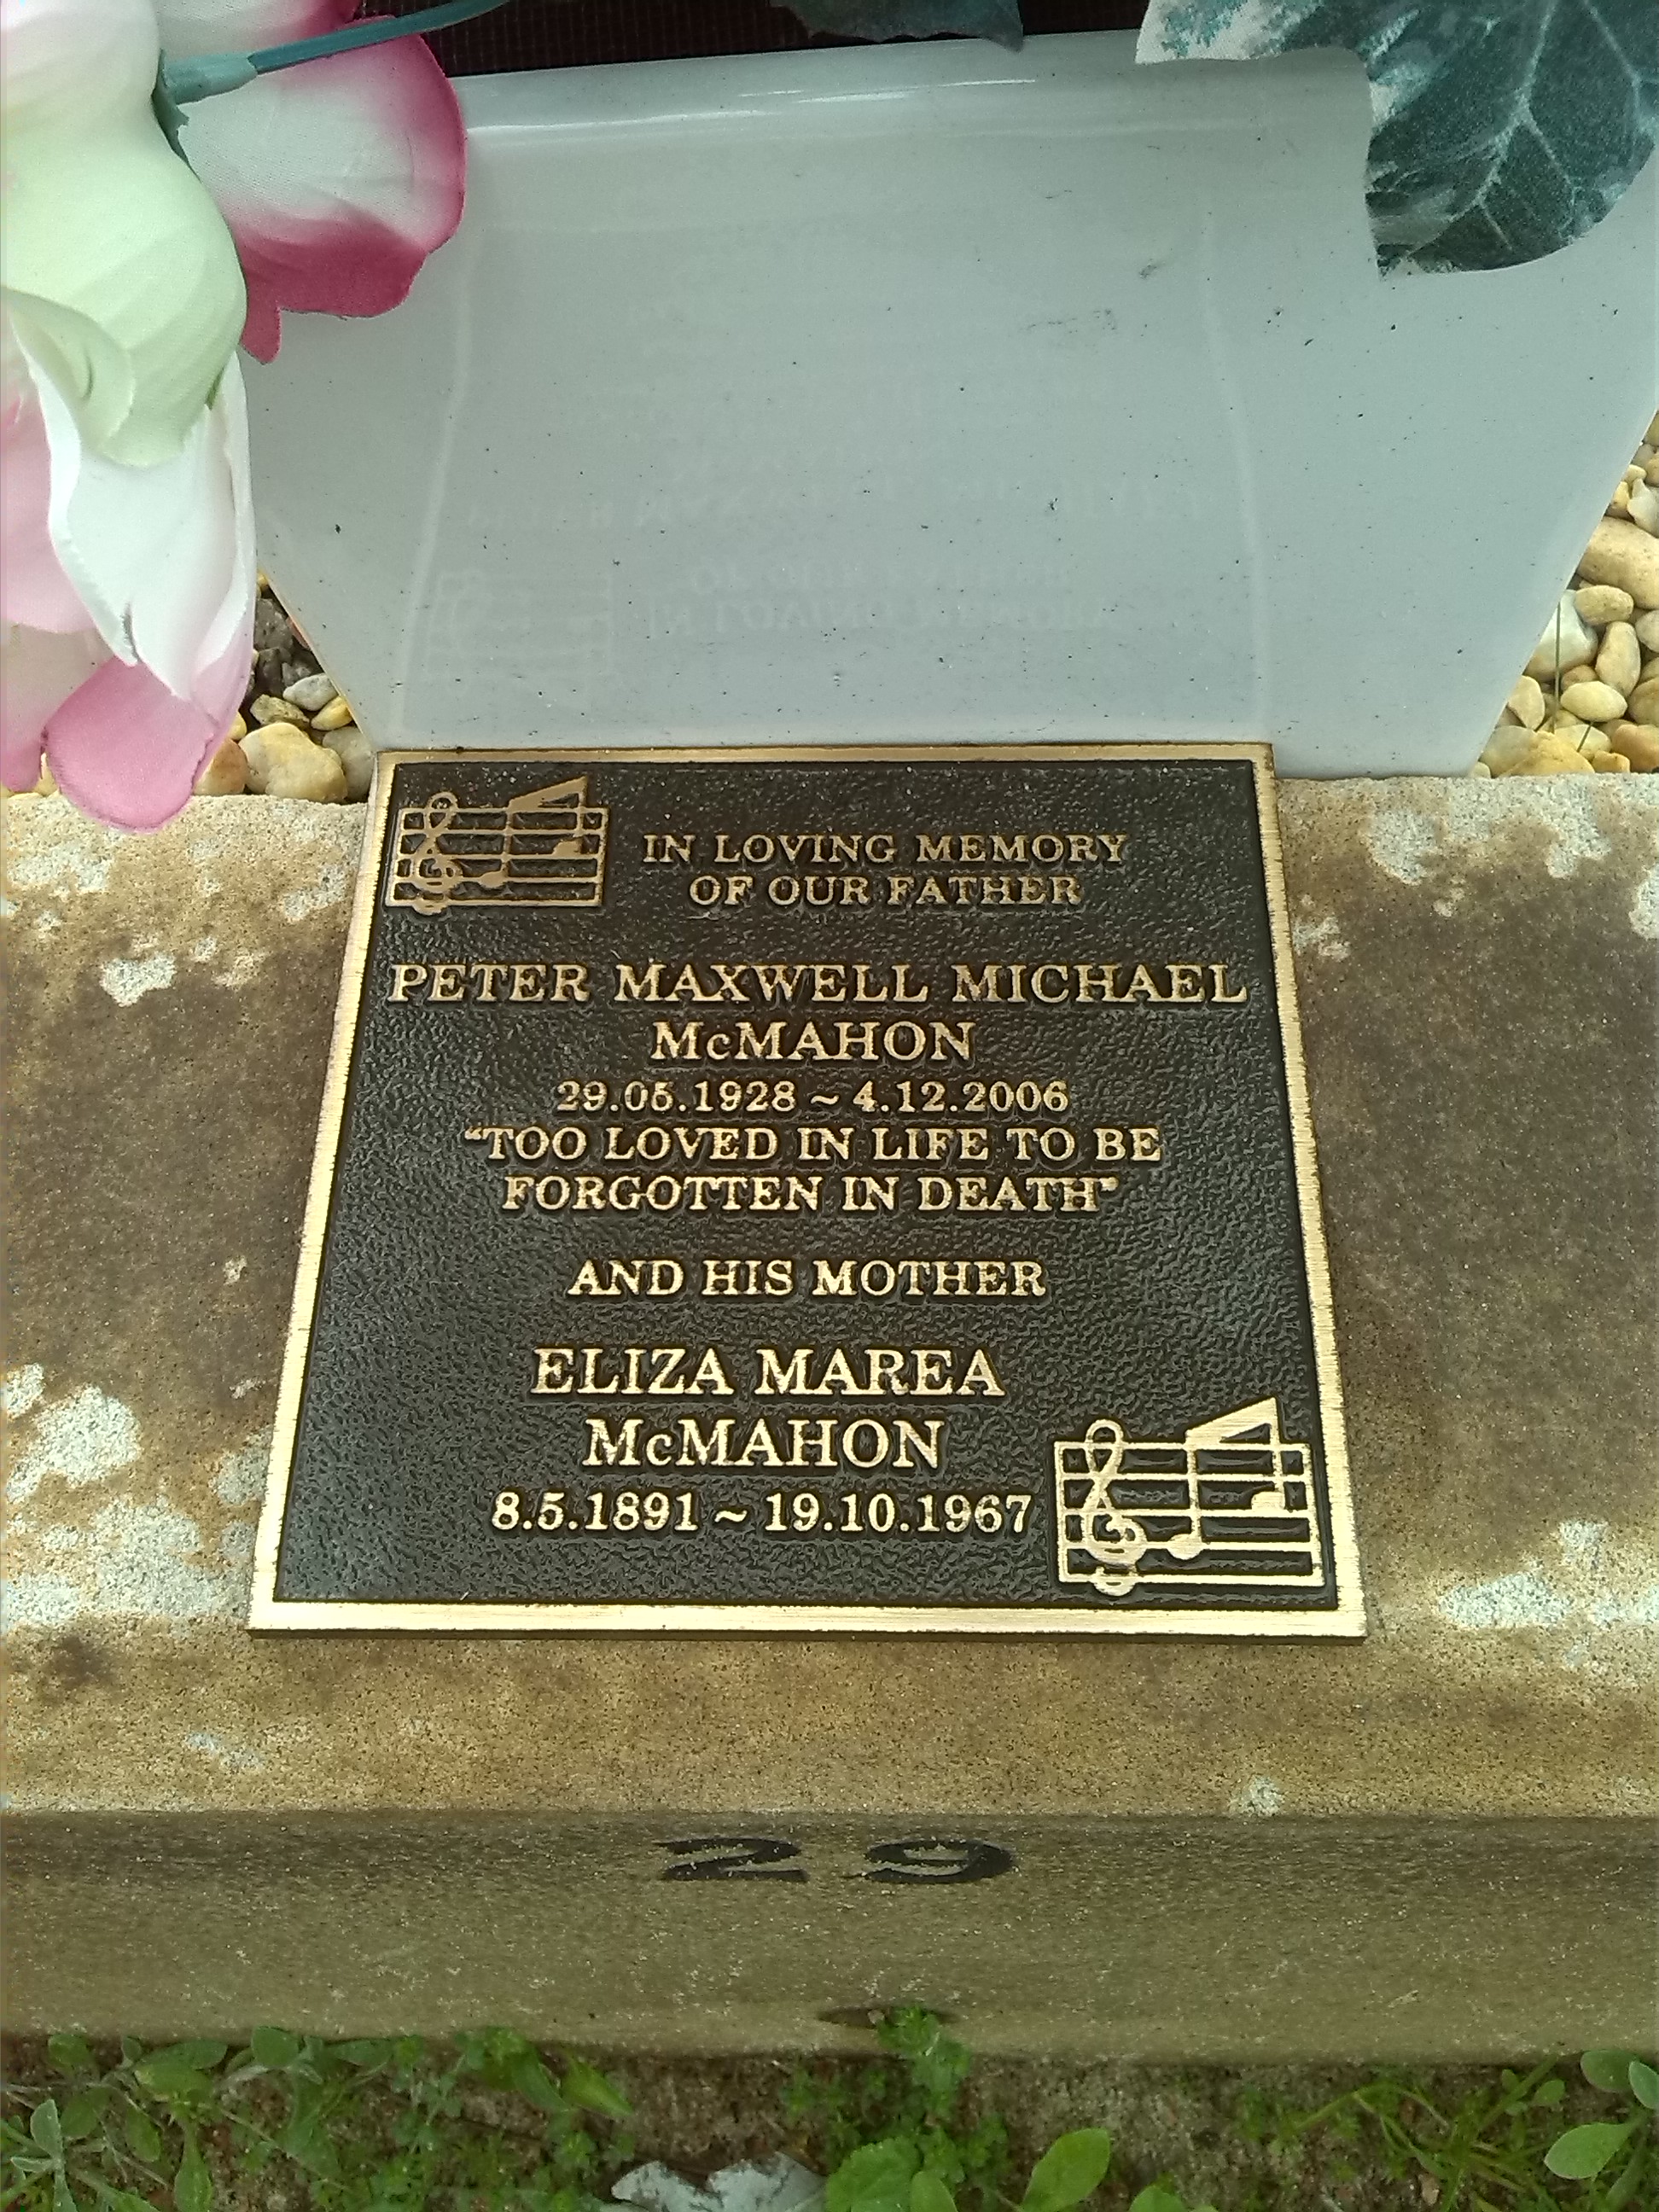 IN LOVING MEMORY
OF OUR FATHER
PETER MAXWELL MICHAEL
McMAHON
29.05.1928 ~ 4.12.2006
"TOO LOVED IN LIFE TO BE
FORGOTTEN IN DEATH"
AND HIS MOTHER
ELIZA MAREA
McMAHON
8.5.1891 ~ 19.10.1967
29